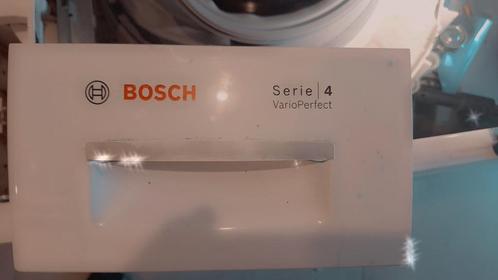 BOSCH
Serie | 4
VarioPerfect